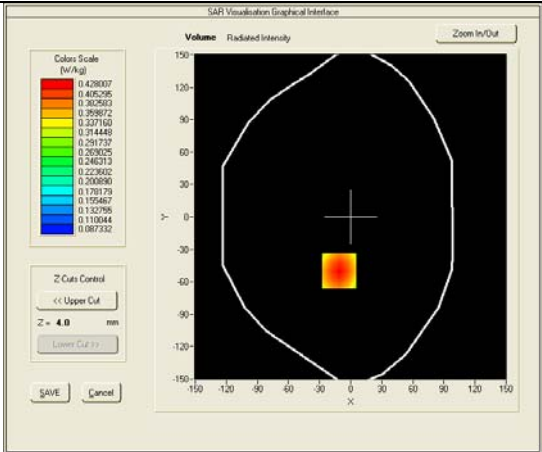 SAR Visualisation Graphical Interface
Volume Radiated Intensity
Zoom In/Out
Colors Scale
(W/kg)
0.428007
0.405295
0.382583
0.359872
0.337160
0.314448
0.291737
0.269025
0.246313
0.223602
0.200890
0.178179
0.155467
0.132755
0.110044
0.087332
Z-Cuts Control
<< Upper Cut
Z = 4.0 mm
Lower Cut >>
SAVE Cancel
150
120
90
60
30
0
-30
-60
-90
-120
-150
Y
-150 -120 -90 -60 -30 0 30 60 90 120 150
X